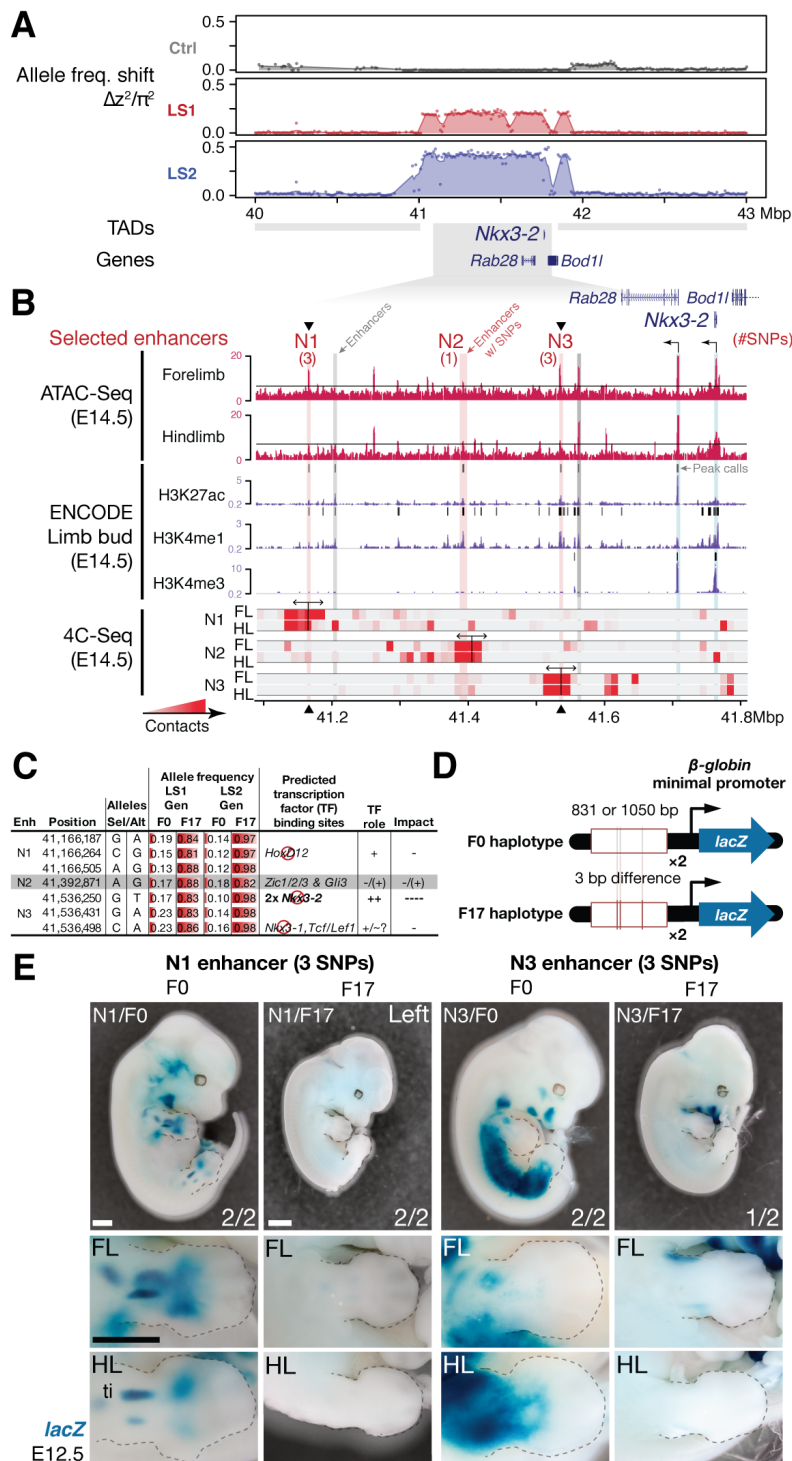 A
Allele freq. shift
Δz²/π²
Ctrl
0.5
0.0
LS1
0.5
0.0
LS2
0.5
0.0
40 41 42 43 Mbp
TADs
Nkx3-2
Genes
Rab28 Bod1l
B
Rab28 Bod1l
Nkx3-2
Selected enhancers
N1
(3)
Enhancers
N2
(1)
Enhancers
w/ SNPs
N3
(3)
(#SNPs)
ATAC-Seq
(E14.5)
Forelimb
20
0
Hindlimb
20
0
Peak calls
ENCODE
Limb bud
(E14.5)
H3K27ac
5
0.2
H3K4me1
3
0.2
H3K4me3
10
0.2
4C-Seq
(E14.5)
N1 FL
HL
N2 FL
HL
N3 FL
HL
Contacts
41.2 41.4 41.6 41.8Mbp
C
Enh Position Alleles Sel/Alt Allele frequency LS1 Gen F0 F17 LS2 Gen F0 F17 Predicted transcription factor (TF) binding sites TF role Impact
41,166,187 G A 0.19 0.84 0.14 0.97
N1 41,166,264 C G 0.15 0.81 0.12 0.97 HoxD12 + -
41,166,505 A G 0.13 0.88 0.12 0.98
N2 41,392,871 A G 0.17 0.88 0.18 0.82 Zic1/2/3 & Gli3 -/(+) -/(+)
41,536,250 G T 0.17 0.83 0.10 0.98 2x Nkx3-2 ++ ----
N3 41,536,431 G A 0.23 0.83 0.14 0.98
41,536,498 C A 0.23 0.86 0.16 0.98 Nkx3-1,Tcf/Lef1 +/~? -
D
β-globin
minimal promoter
831 or 1050 bp
F0 haplotype
×2
lacZ
3 bp difference
F17 haplotype
×2
lacZ
E
N1 enhancer (3 SNPs) N3 enhancer (3 SNPs)
F0 F17 F0 F17
N1/F0 N1/F17 Left N3/F0 N3/F17
2/2 2/2 2/2 1/2
FL FL FL FL
HL HL HL HL
ti
lacZ
E12.5